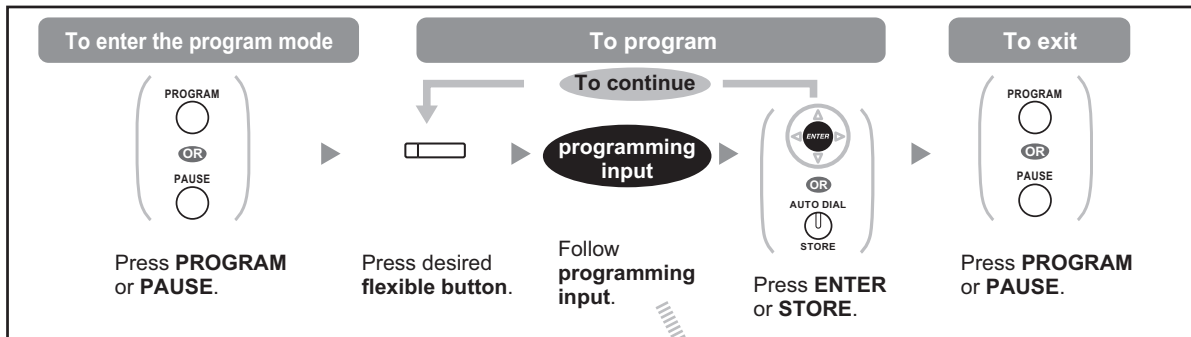 To enter the program mode
To program
To exit
To continue
PROGRAM
OR
PAUSE
programming
input
ENTER
OR
AUTO DIAL
STORE
PROGRAM
OR
PAUSE
Press PROGRAM
or PAUSE.
Press desired
flexible button.
Follow
programming
input.
Press ENTER
or STORE.
Press PROGRAM
or PAUSE.